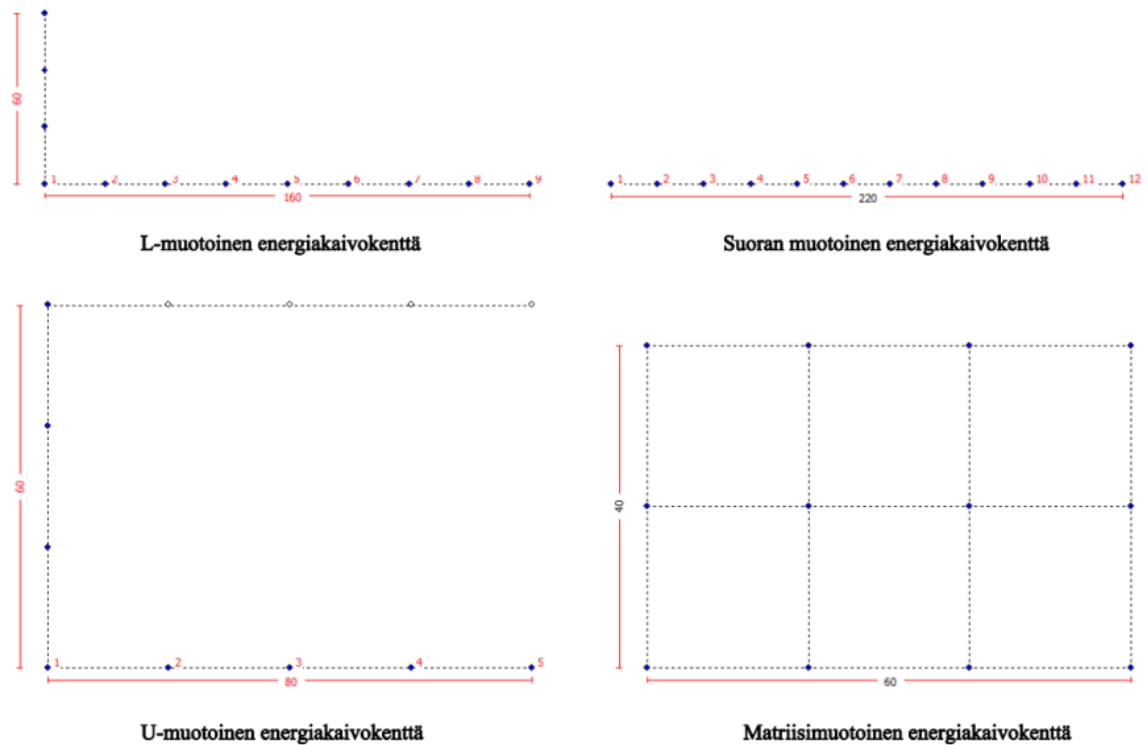 60
1 2 3 4 5 6 7 8 9
160
L-muotoinen energiakaivokenttä
1 2 3 4 5 6 7 8 9 10 11 12
220
Suoran muotoinen energiakaivokenttä
60
1 2 3 4 5
80
U-muotoinen energiakaivokenttä
40
60
Matriisimuotoinen energiakaivokenttä